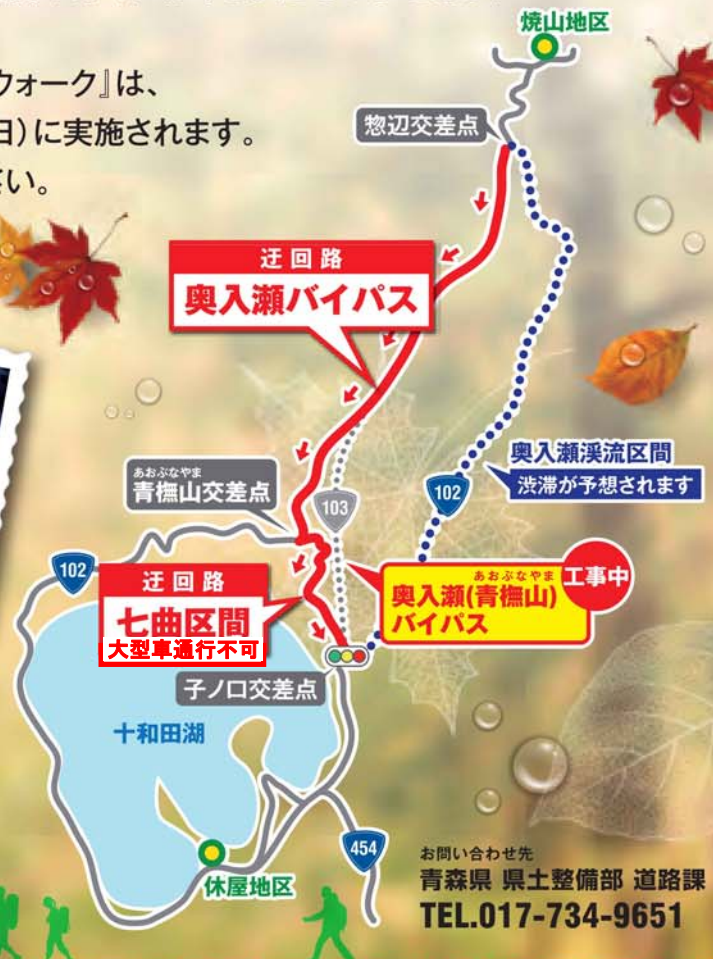 焼山地区
ウォーク』は、
日)に実施されます。
さい。
惣辺交差点
迂回路
奥入瀬バイパス
奥入瀬渓流区間
渋滞が予想されます
あおぶなやま
青橅山交差点
103
102
102
迂回路
七曲区間
大型車通行不可
工事中
あおぶなやま
奥入瀬(青橅山)
バイパス
子ノ口交差点
十和田湖
454
休屋地区
お問い合わせ先
青森県 県土整備部 道路課
TEL.017-734-9651